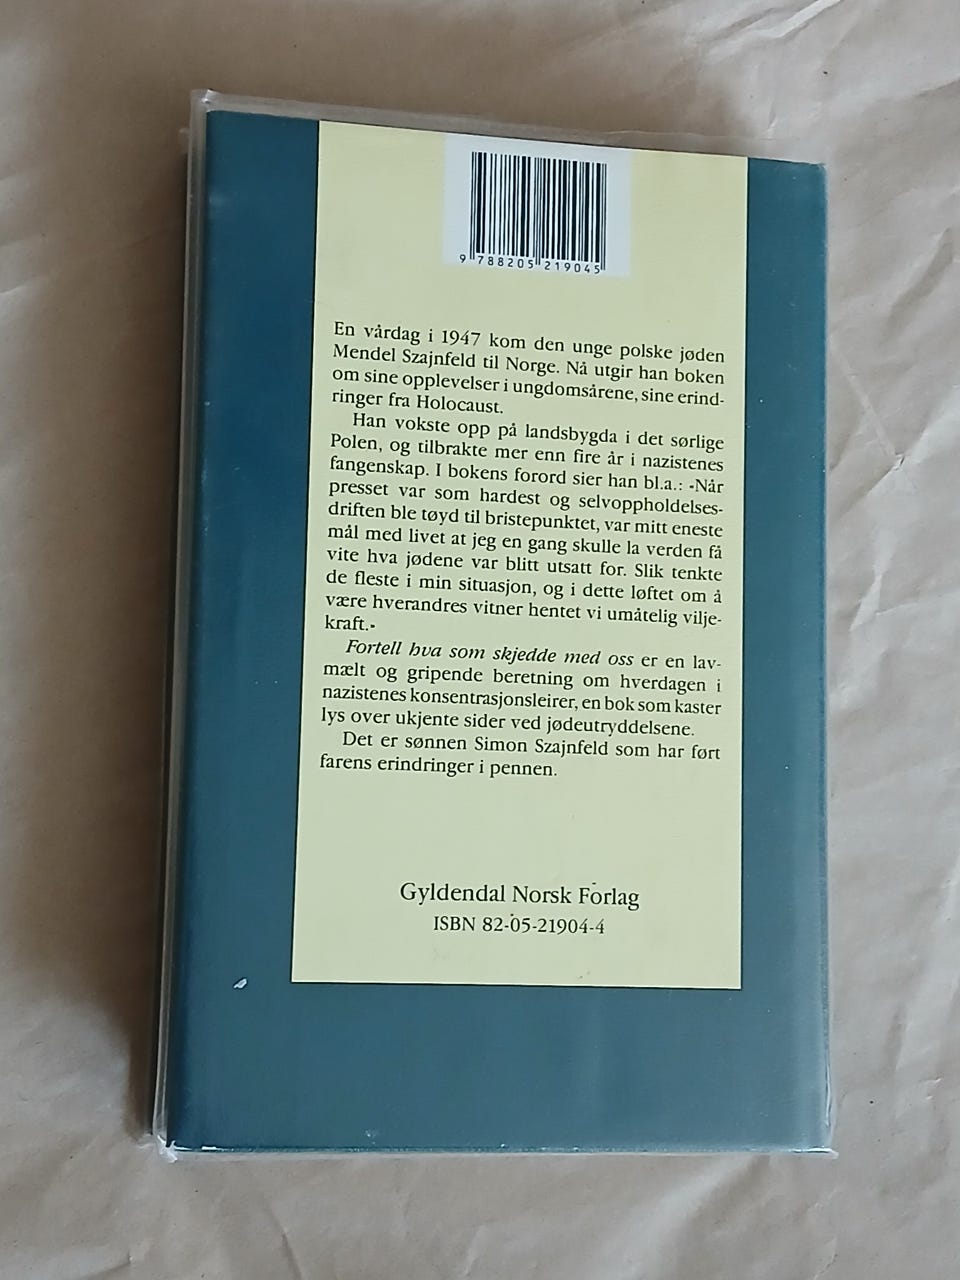 9 788205 219045
En vårdag i 1947 kom den unge polske jøden
Mendel Szajnfeld til Norge. Nå utgir han boken
om sine opplevelser i ungdomsårene, sine erind-
ringer fra Holocaust.
Han vokste opp på landsbygda i det sørlige
Polen, og tilbrakte mer enn fire år i nazistenes
fangenskap. I bokens forord sier han bl.a.: «Når
presset var som hardest og selvoppholdelses-
driften ble tøyd til bristepunktet, var mitt eneste
mål med livet at jeg en gang skulle la verden få
vite hva jødene var blitt utsatt for. Slik tenkte
de fleste i min situasjon, og i dette løftet om å
være hverandres vitner hentet vi umåtelig vilje-
kraft.»
Fortell hva som skjedde med oss er en lav-
mælt og gripende beretning om hverdagen i
nazistenes konsentrasjonsleirer, en bok som kaster
lys over ukjente sider ved jødeutryddelsene.
Det er sønnen Simon Szajnfeld som har ført
farens erindringer i pennen.
Gyldendal Norsk Forlag
ISBN 82-05-21904-4